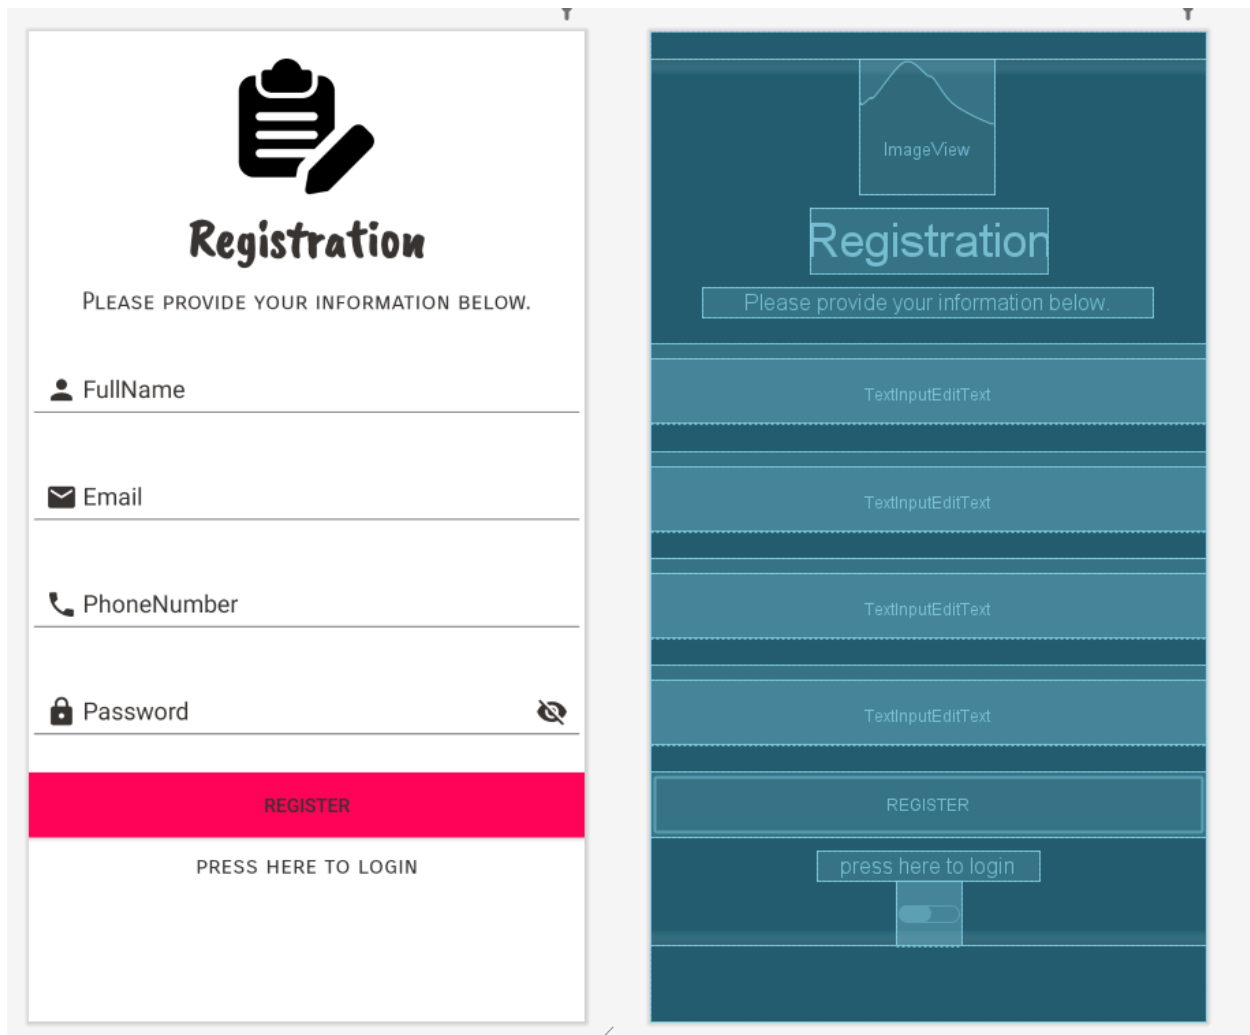 Registration
Please provide your information below.
FullName
Email
PhoneNumber
Password
REGISTER
press here to login
ImageView
Registration
Please provide your information below.
TextInputEditText
TextInputEditText
TextInputEditText
TextInputEditText
REGISTER
press here to login